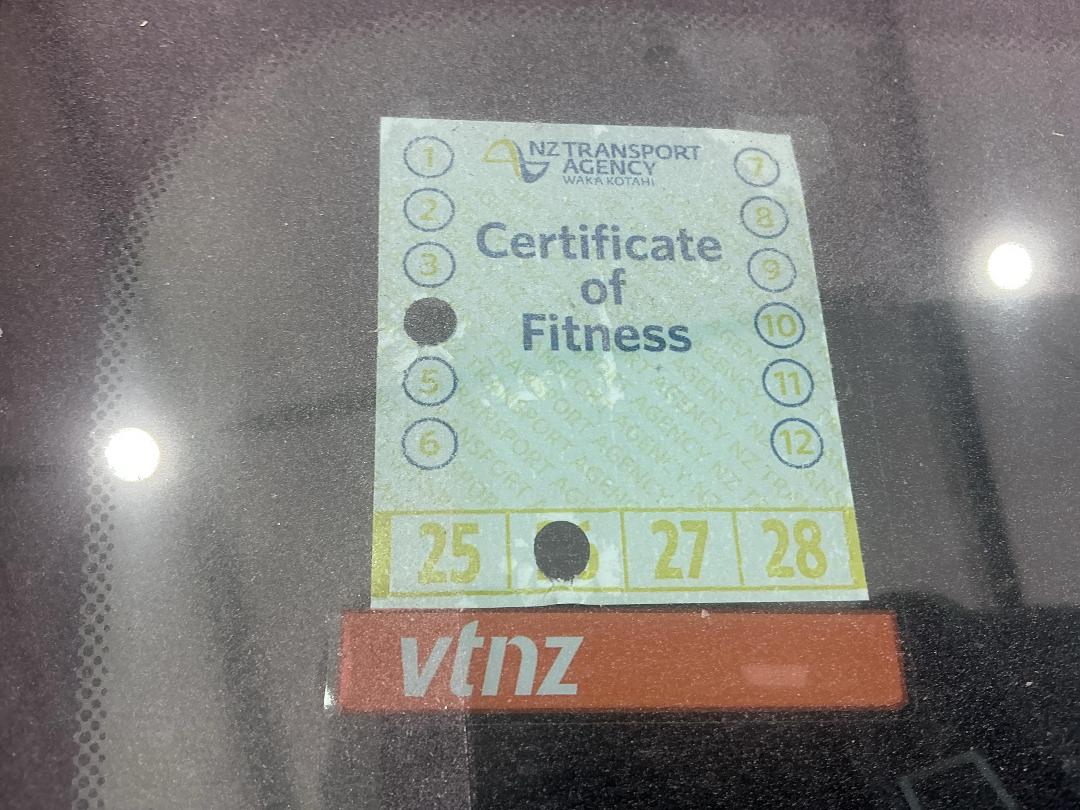 NZ TRANSPORT
AGENCY
WAKA KOTAHI
Certificate
of
Fitness
1
2
3
5
6
7
8
9
10
11
12
25
27
28
vtnz